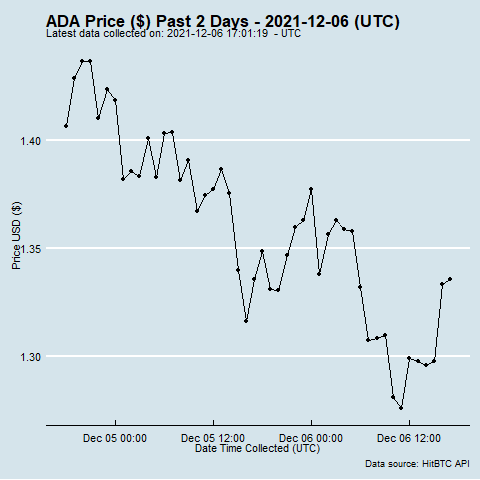 ADA Price ($) Past 2 Days - 2021-12-06 (UTC)
Latest data collected on: 2021-12-06 17:01:19 - UTC
Price USD ($)
1.40
1.35
1.30
Dec 05 00:00 Dec 05 12:00 Dec 06 00:00 Dec 06 12:00
Date Time Collected (UTC)
Data source: HitBTC API